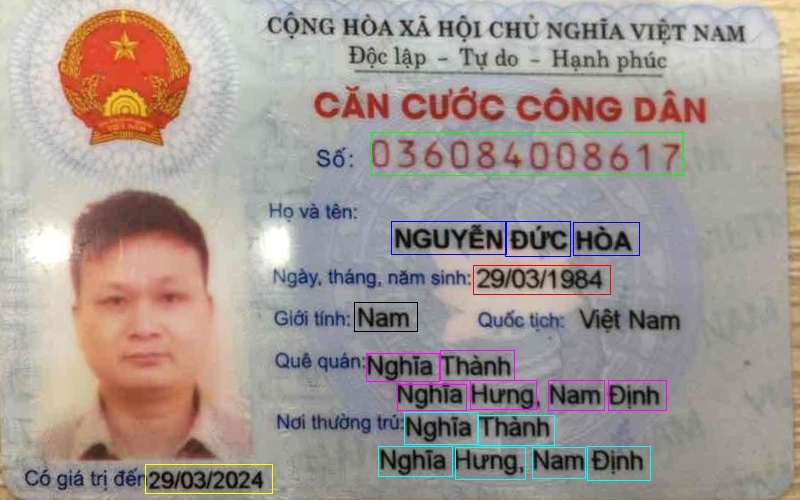 CỘNG HÒA XÃ HỘI CHỦ NGHĨA VIỆT NAM
Độc lập - Tự do - Hạnh phúc
CĂN CƯỚC CÔNG DÂN
Số: 036084008617
Họ và tên:
NGUYỄN ĐỨC HÒA
Ngày, tháng, năm sinh: 29/03/1984
Giới tính: Nam Quốc tịch: Việt Nam
Quê quán: Nghĩa Thành
Nghĩa Hưng, Nam Định
Nơi thường trú: Nghĩa Thành
Nghĩa Hưng, Nam Định
Có giá trị đến 29/03/2024